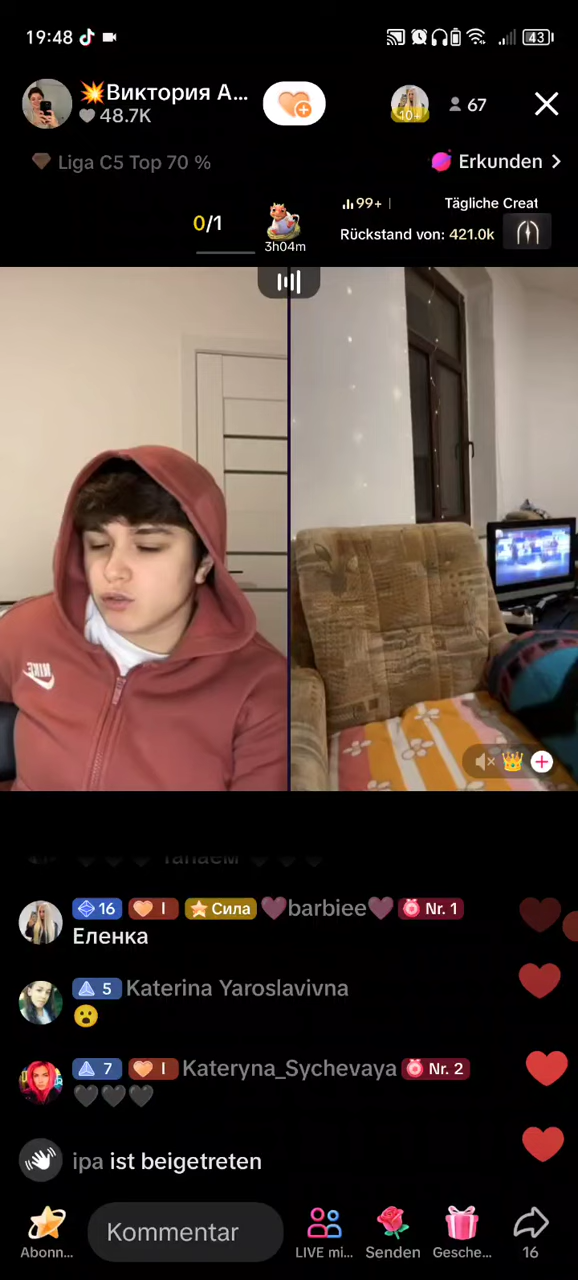 19:48
43
💥Виктория А...
48.7K
10+
67
Liga C5 Top 70 %
Erkunden
0/1
3h04m
99+
Tägliche Creat
Rückstand von: 421.0k
NIKE
16 I Сила 💜barbiee💜 Nr. 1
Еленка
5 Katerina Yaroslavivna
😮
7 I Kateryna_Sychevaya Nr. 2
🖤🖤🖤
ipa ist beigetreten
Abonn...
Kommentar
LIVE mi...
Senden
Gesche...
16